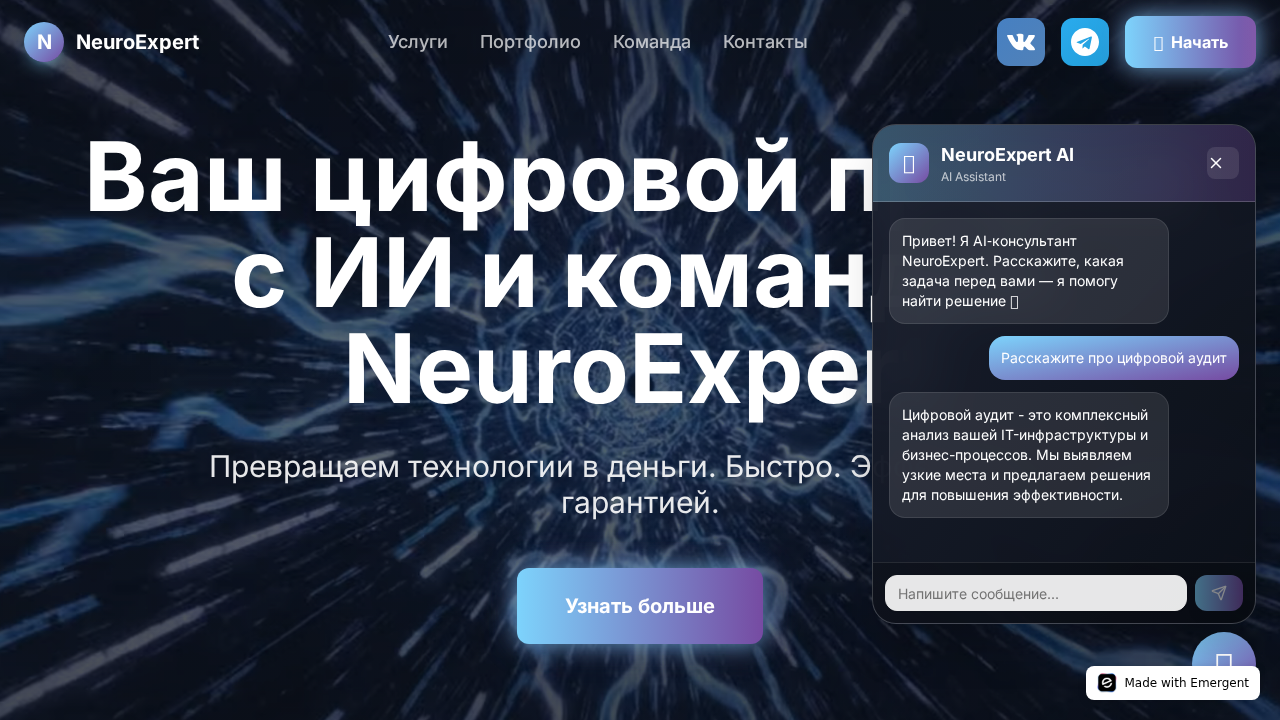 N NeuroExpert
Услуги
Портфолио
Команда
Контакты
Начать
Ваш цифровой
с ИИ и
NeuroExper
Превращаем технологии в деньги. Быстро.
гарантией.
Узнать больше
NeuroExpert AI
AI Assistant
Привет! Я AI-консультант
NeuroExpert. Расскажите, какая
задача перед вами — я помогу
найти решение
Расскажите про цифровой аудит
Цифровой аудит - это комплексный
анализ вашей IT-инфраструктуры и
бизнес-процессов. Мы выявляем
узкие места и предлагаем решения
для повышения эффективности.
Напишите сообщение...
Made with Emergent